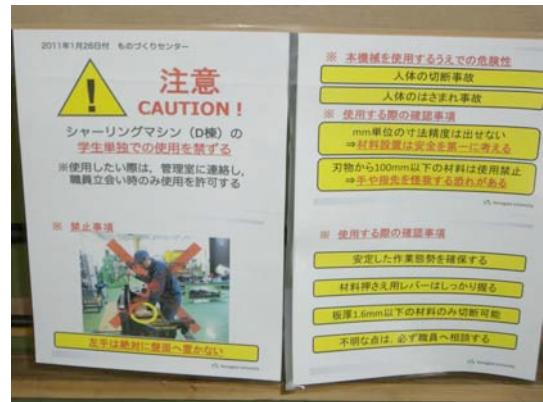 2011年1月26日付 ものづくりセンター
注意
CAUTION !
シャーリングマシン（D棟）の
学生単独での使用を禁ずる
※使用したい際は，管理室に連絡し，
職員立会い時のみ使用を許可する
※ 禁止事項
左手は絶対に盤面へ置かない
Yamagata University
※ 本機械を使用するうえでの危険性
人体の切断事故
人体のはさまれ事故
※ 使用する際の確認事項
mm単位の寸法精度は出せない
⇒材料設置は安全を第一に考える
刃物から100mm以下の材料は使用禁止
⇒手や指先を怪我する恐れがある
Yamagata University
※ 使用する際の確認事項
安定した作業態勢を確保する
材料押さえ用レバーはしっかり握る
板厚1.6mm以下の材料のみ切断可能
不明な点は，必ず職員へ相談する
Yamagata University